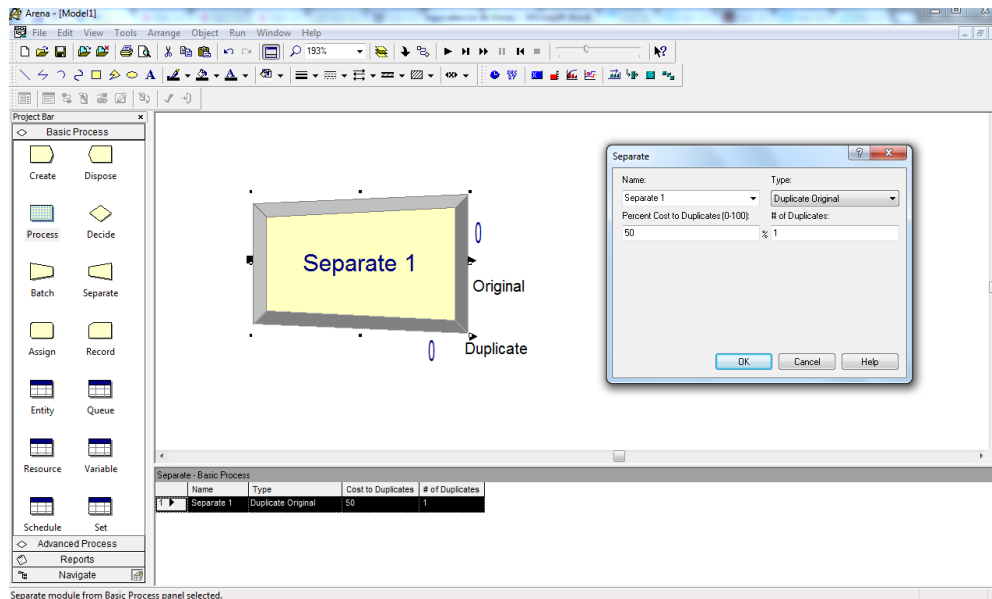 Arena - [Model1]
File Edit View Tools Arrange Object Run Window Help
193%
Project Bar
Basic Process
Create Dispose
Process Decide
Batch Separate
Assign Record
Entity Queue
Resource Variable
Schedule Set
Advanced Process
Reports
Navigate
Separate 1
0
Original
0
Duplicate
Separate
Name: Type:
Separate 1 Duplicate Original
Percent Cost to Duplicates (0-100): # of Duplicates:
50 % 1
OK Cancel Help
Separate - Basic Process
Name Type Cost to Duplicates # of Duplicates
1 Separate 1 Duplicate Original 50 1
Separate module from Basic Process panel selected.